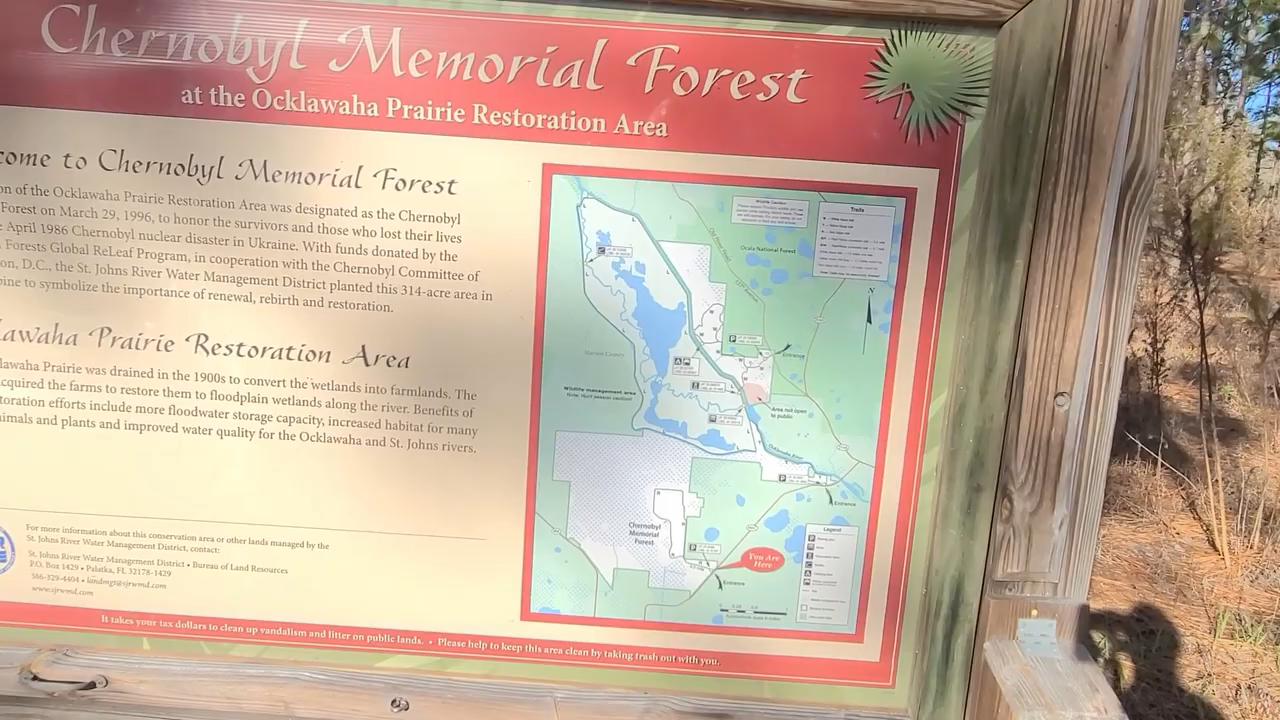 Chernobyl Memorial Forest
at the Ocklawaha Prairie Restoration Area
come to Chernobyl Memorial Forest
on of the Ocklawaha Prairie Restoration Area was designated as the Chernobyl
Forest on March 29, 1996, to honor the survivors and those who lost their lives
April 1986 Chernobyl nuclear disaster in Ukraine. With funds donated by the
Forests Global ReLeaf Program, in cooperation with the Chernobyl Committee of
on, D.C., the St. Johns River Water Management District planted this 314-acre area in
pine to symbolize the importance of renewal, rebirth and restoration.
lawaha Prairie Restoration Area
lawaha Prairie was drained in the 1900s to convert the wetlands into farmlands. The
cquired the farms to restore them to floodplain wetlands along the river. Benefits of
toration efforts include more floodwater storage capacity, increased habitat for many
imals and plants and improved water quality for the Ocklawaha and St. Johns rivers.
For more information about this conservation area or other lands managed by the
St. Johns River Water Management District, contact:
St. Johns River Water Management District • Bureau of Land Resources
P.O. Box 1429 • Palatka, FL 32178-1429
386-329-4404 • landmgt@sjrwmd.com
www.sjrwmd.com
It takes your tax dollars to clean up vandalism and litter on public lands. • Please help to keep this area clean by taking trash out with you.
Trails
Ocala National Forest
N
Marion County
Entrance
P
Wildlife management area
Area not open
to public
Ocklawaha River
P
Entrance
Chernobyl
Memorial
Forest
P
You Are
Here
Entrance
Legend